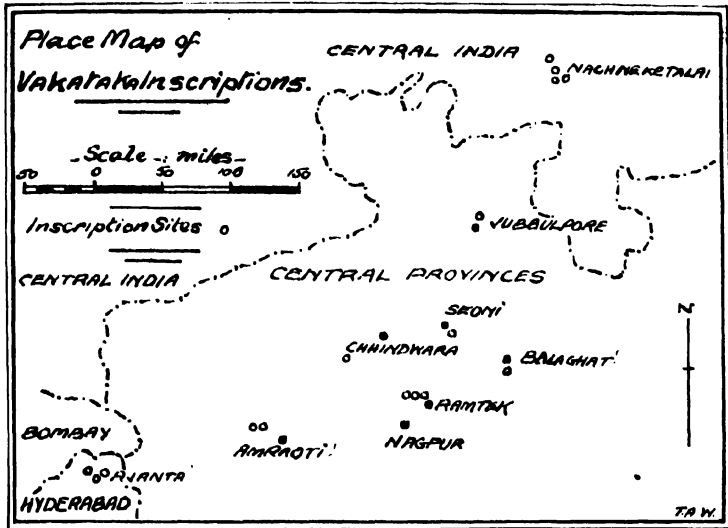 Place Map of
VAKATAKA Inscriptions.
CENTRAL INDIA
NACHNEKETALAI
Scale - miles
50 0 50 100 150
Inscription Sites o
JUBBULPORE
CENTRAL INDIA
CENTRAL PROVINCES
N
SEONI
CHHINDWARA
BALAGHAT
RAMTEK
BOMBAY
AMRAOTI
NAGPUR
AJANTA
HYDERABAD
T.A.W.